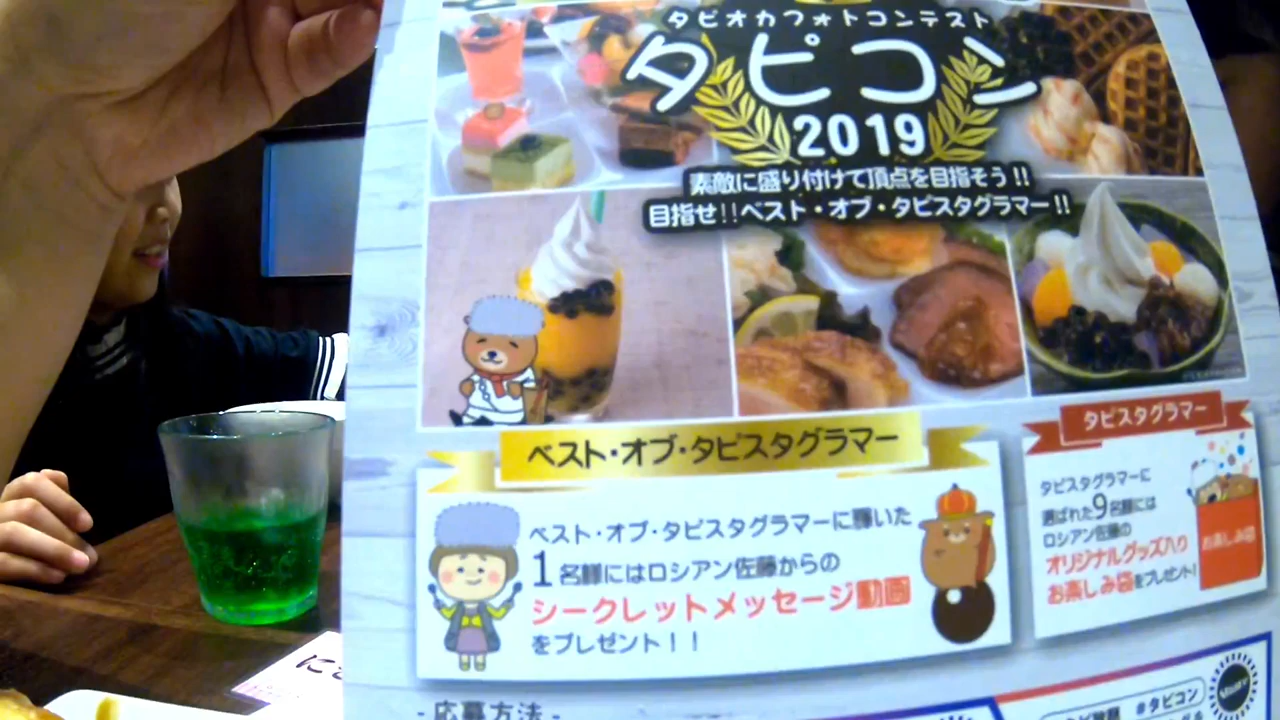 タピオカフォトコンテスト
タピコン
2019
素敵に盛り付けて頂点を目指そう!!
目指せ!!ベスト・オブ・タピスタグラマー!!
ベスト・オブ・タピスタグラマー
ベスト・オブ・タピスタグラマーに輝いた
1名様にはロシアン佐藤からの
シークレットメッセージ動画
をプレゼント!!
タピスタグラマー
タピスタグラマーに
選ばれた9名様には
ロシアン佐藤の
オリジナルグッズ入り
お楽しみ袋をプレゼント!
お楽しみ袋
- 応募方法 -
#タピコン